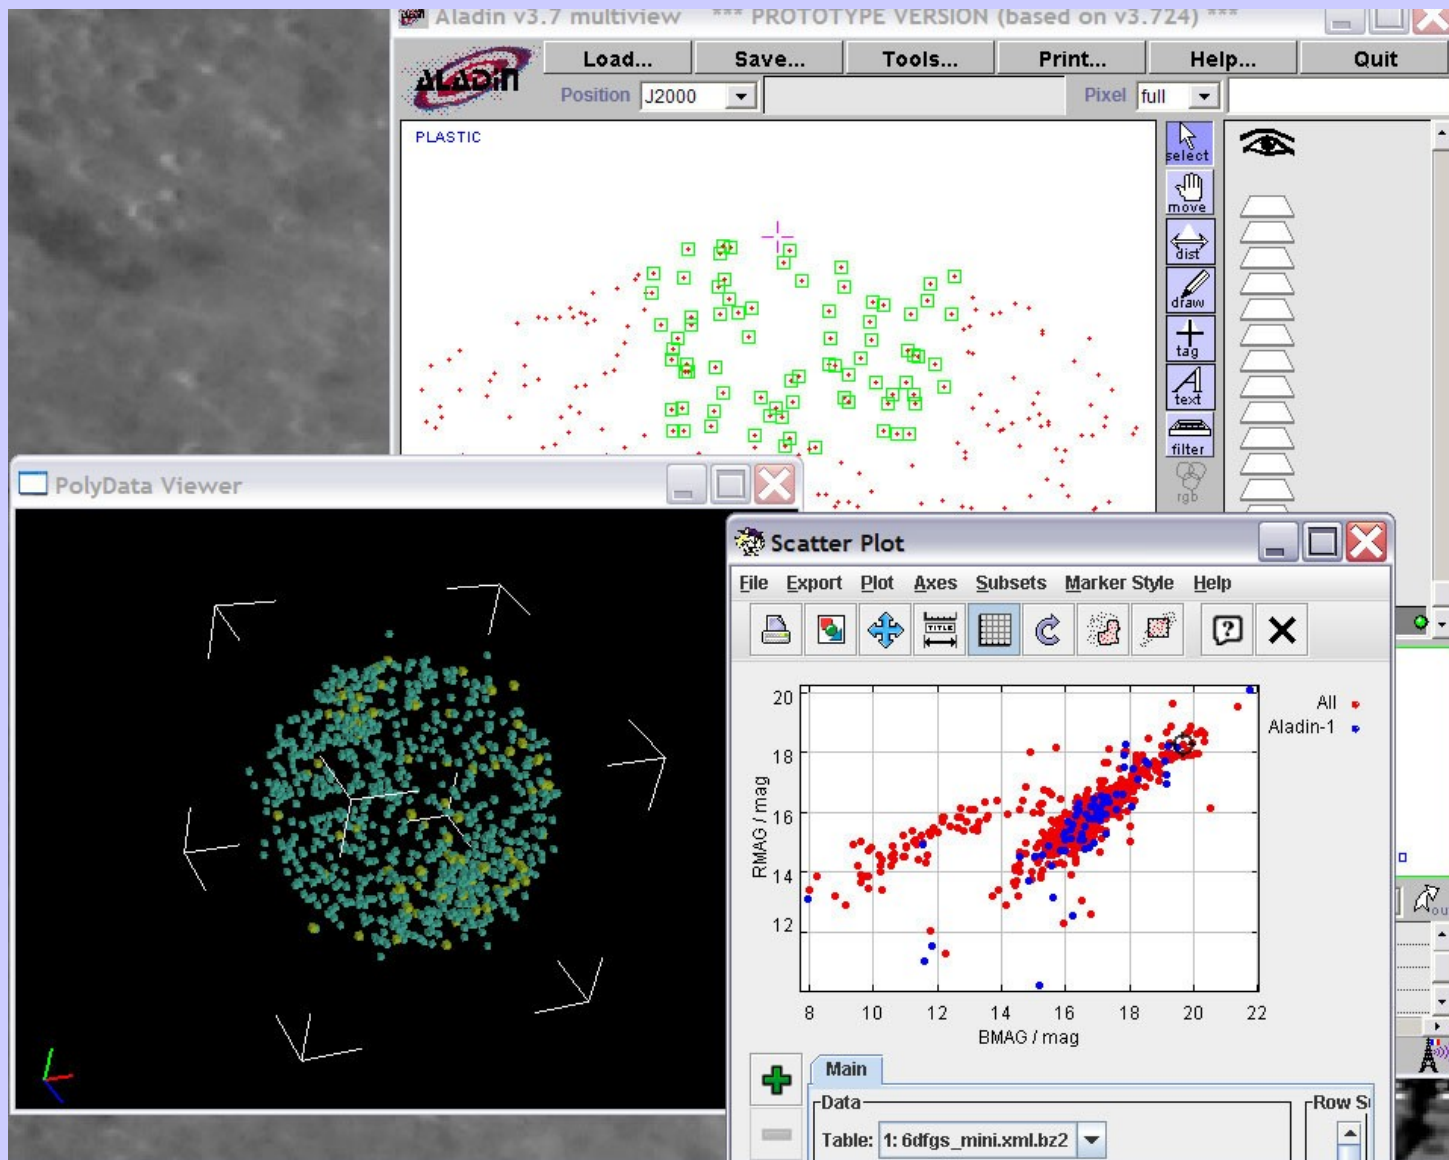 Aladin v3.7 multiview *** PROTOTYPE VERSION (based on v3.724) ***
ALADiN
Load... Save... Tools... Print... Help... Quit
Position J2000 Pixel full
PLASTIC
select
move
dist
draw
tag
text
filter
rgb
PolyData Viewer
Scatter Plot
File Export Plot Axes Subsets Marker Style Help
TITLE
?
All
Aladin-1
20
18
16
14
12
RMAG / mag
8 10 12 14 16 18 20 22
BMAG / mag
Main
Data
Row S
Table: 1: 6dfgs_mini.xml.bz2
ou